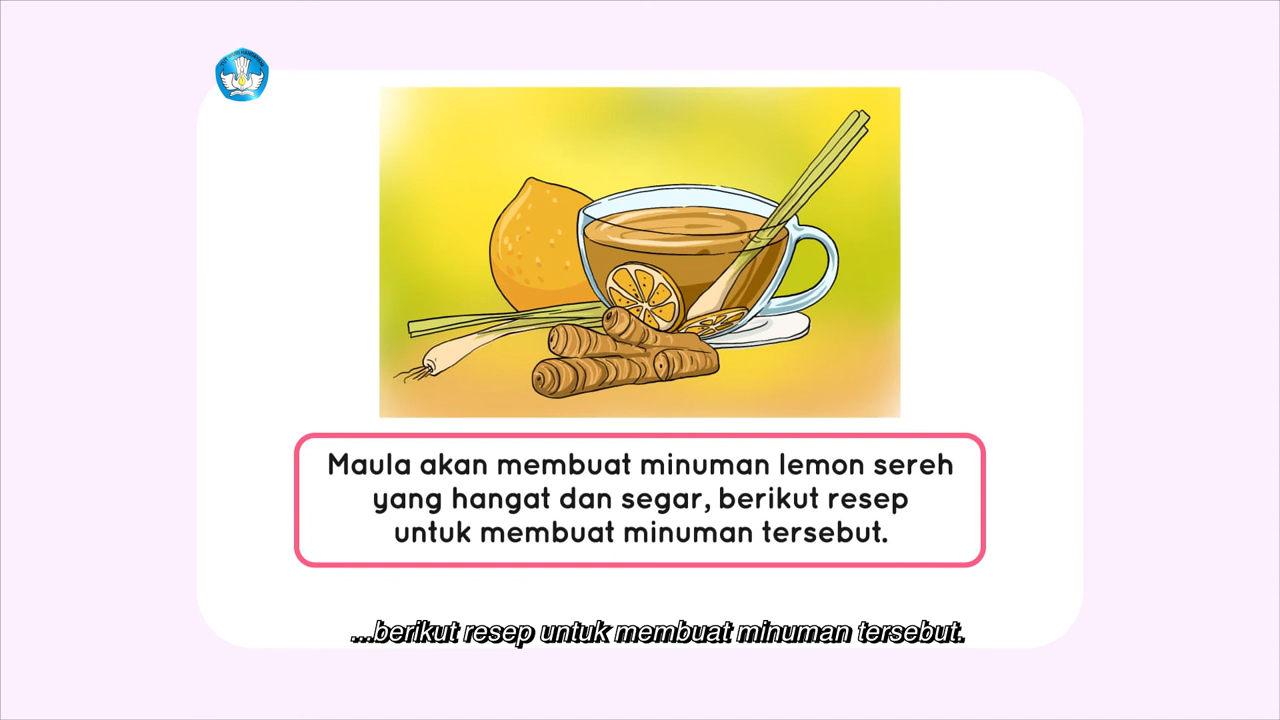 Maula akan membuat minuman lemon sereh
yang hangat dan segar, berikut resep
untuk membuat minuman tersebut.
...berikut resep untuk membuat minuman tersebut.